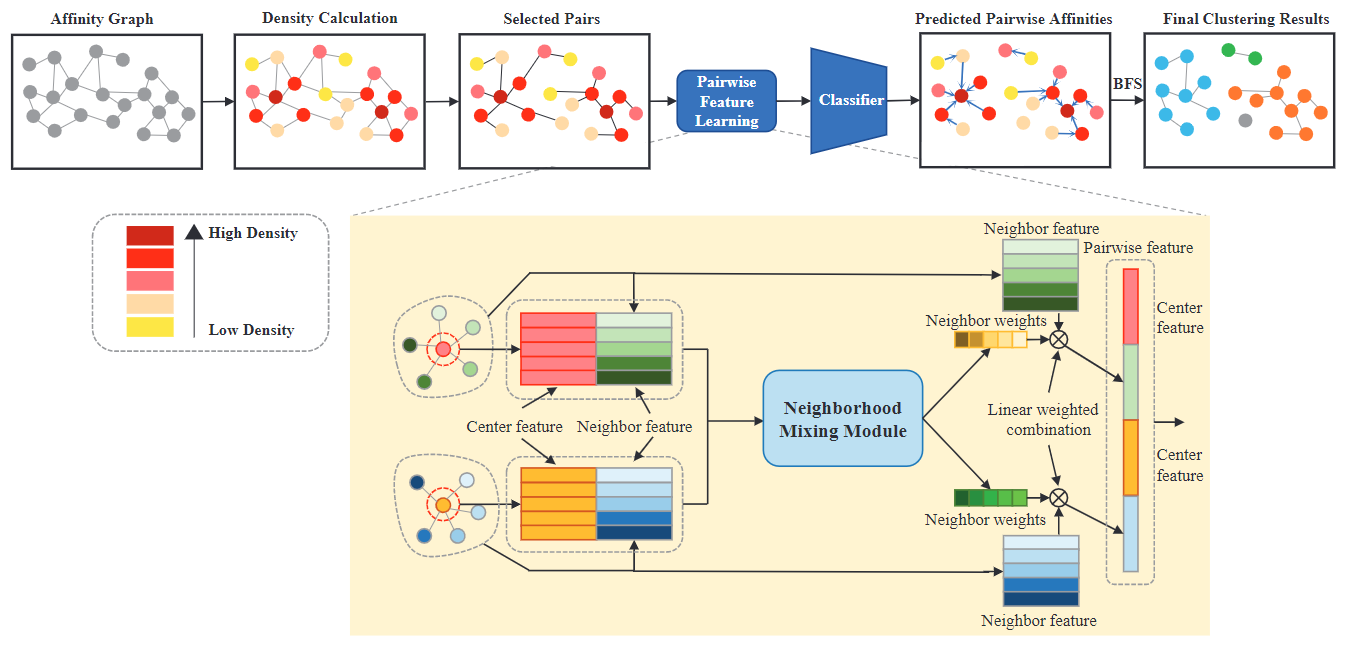 Affinity Graph
Density Calculation
Selected Pairs
Predicted Pairwise Affinities
Final Clustering Results
Pairwise
Feature
Learning
Classifier
BFS
High Density
Low Density
Neighbor feature
Pairwise feature
Neighbor weights
Center
feature
Center feature
Neighbor feature
Neighborhood
Mixing Module
Linear weighted
combination
Center
feature
Neighbor weights
Neighbor feature